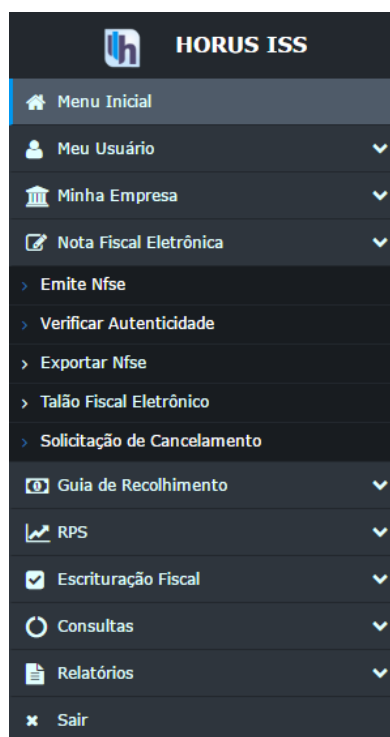 HORUS ISS
Menu Inicial
Meu Usuário
Minha Empresa
Nota Fiscal Eletrônica
Emite Nfse
Verificar Autenticidade
Exportar Nfse
Talão Fiscal Eletrônico
Solicitação de Cancelamento
Guia de Recolhimento
RPS
Escrituração Fiscal
Consultas
Relatórios
Sair